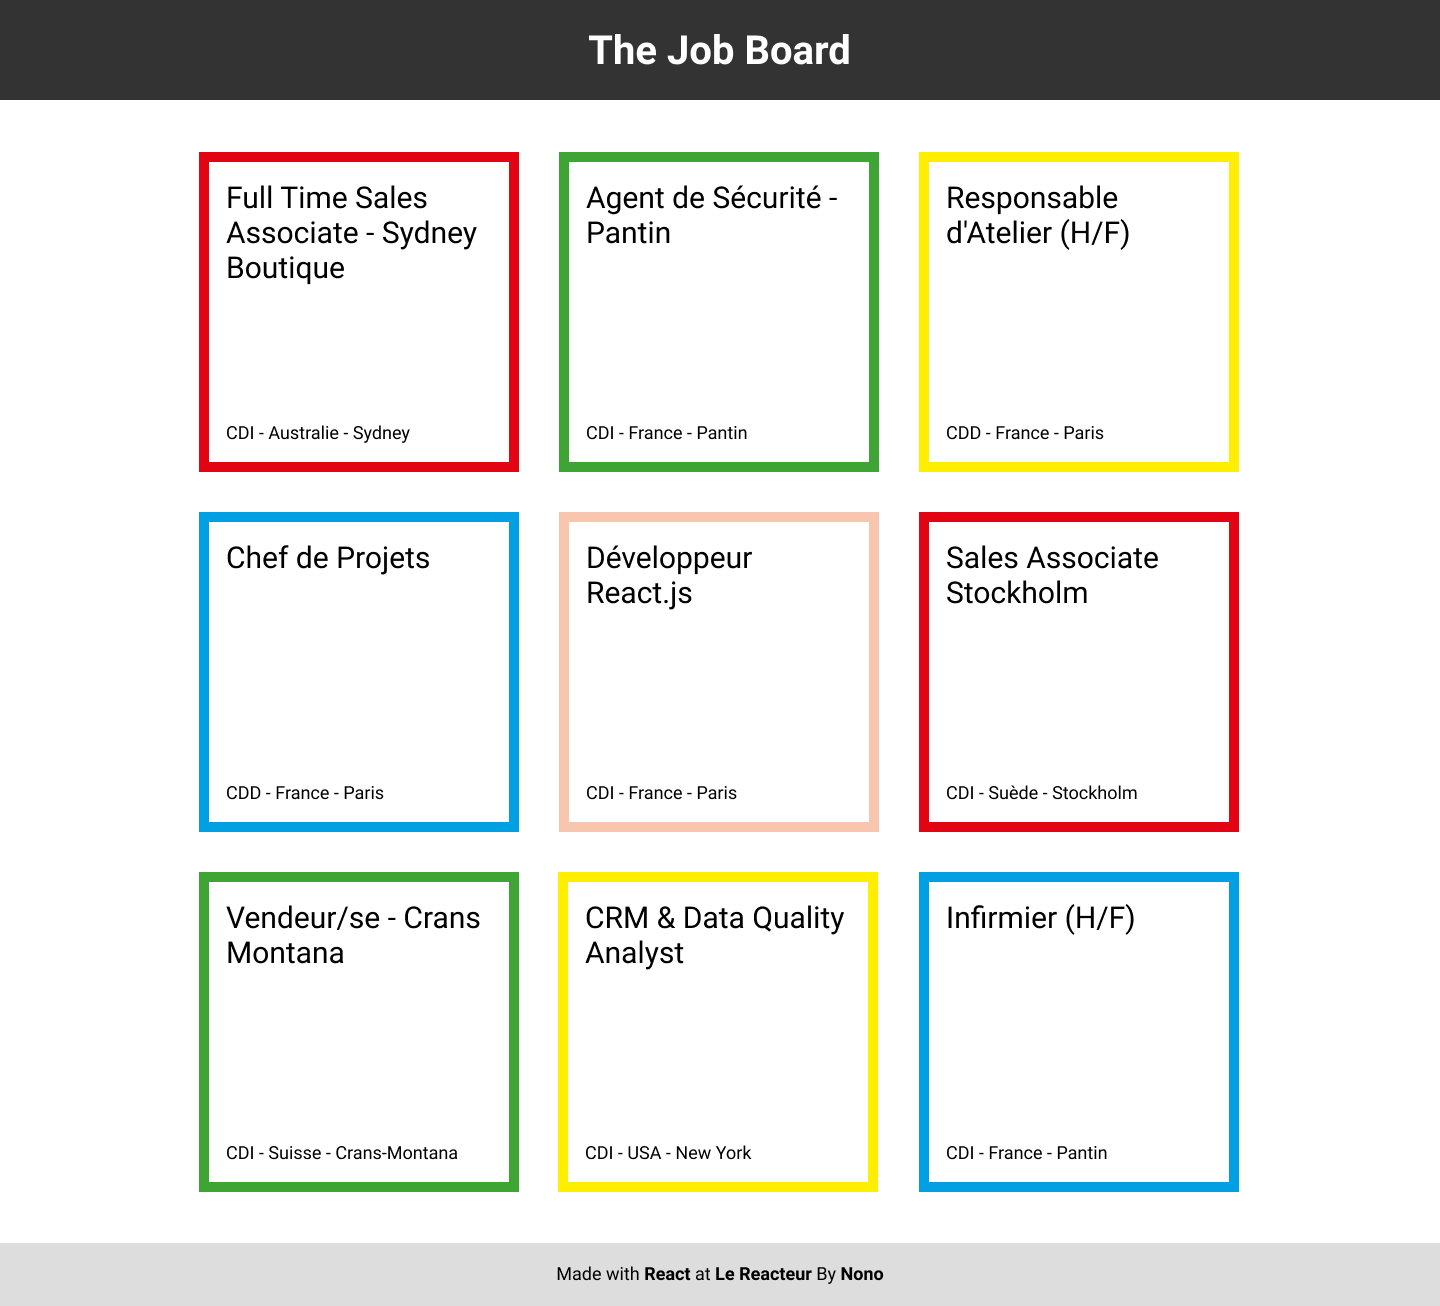 The Job Board
Full Time Sales
Associate - Sydney
Boutique
CDI - Australie - Sydney
Agent de Sécurité -
Pantin
CDI - France - Pantin
Responsable
d'Atelier (H/F)
CDD - France - Paris
Chef de Projets
CDD - France - Paris
Développeur
React.js
CDI - France - Paris
Sales Associate
Stockholm
CDI - Suède - Stockholm
Vendeur/se - Crans
Montana
CDI - Suisse - Crans-Montana
CRM & Data Quality
Analyst
CDI - USA - New York
Infirmier (H/F)
CDI - France - Pantin
Made with React at Le Reacteur By Nono